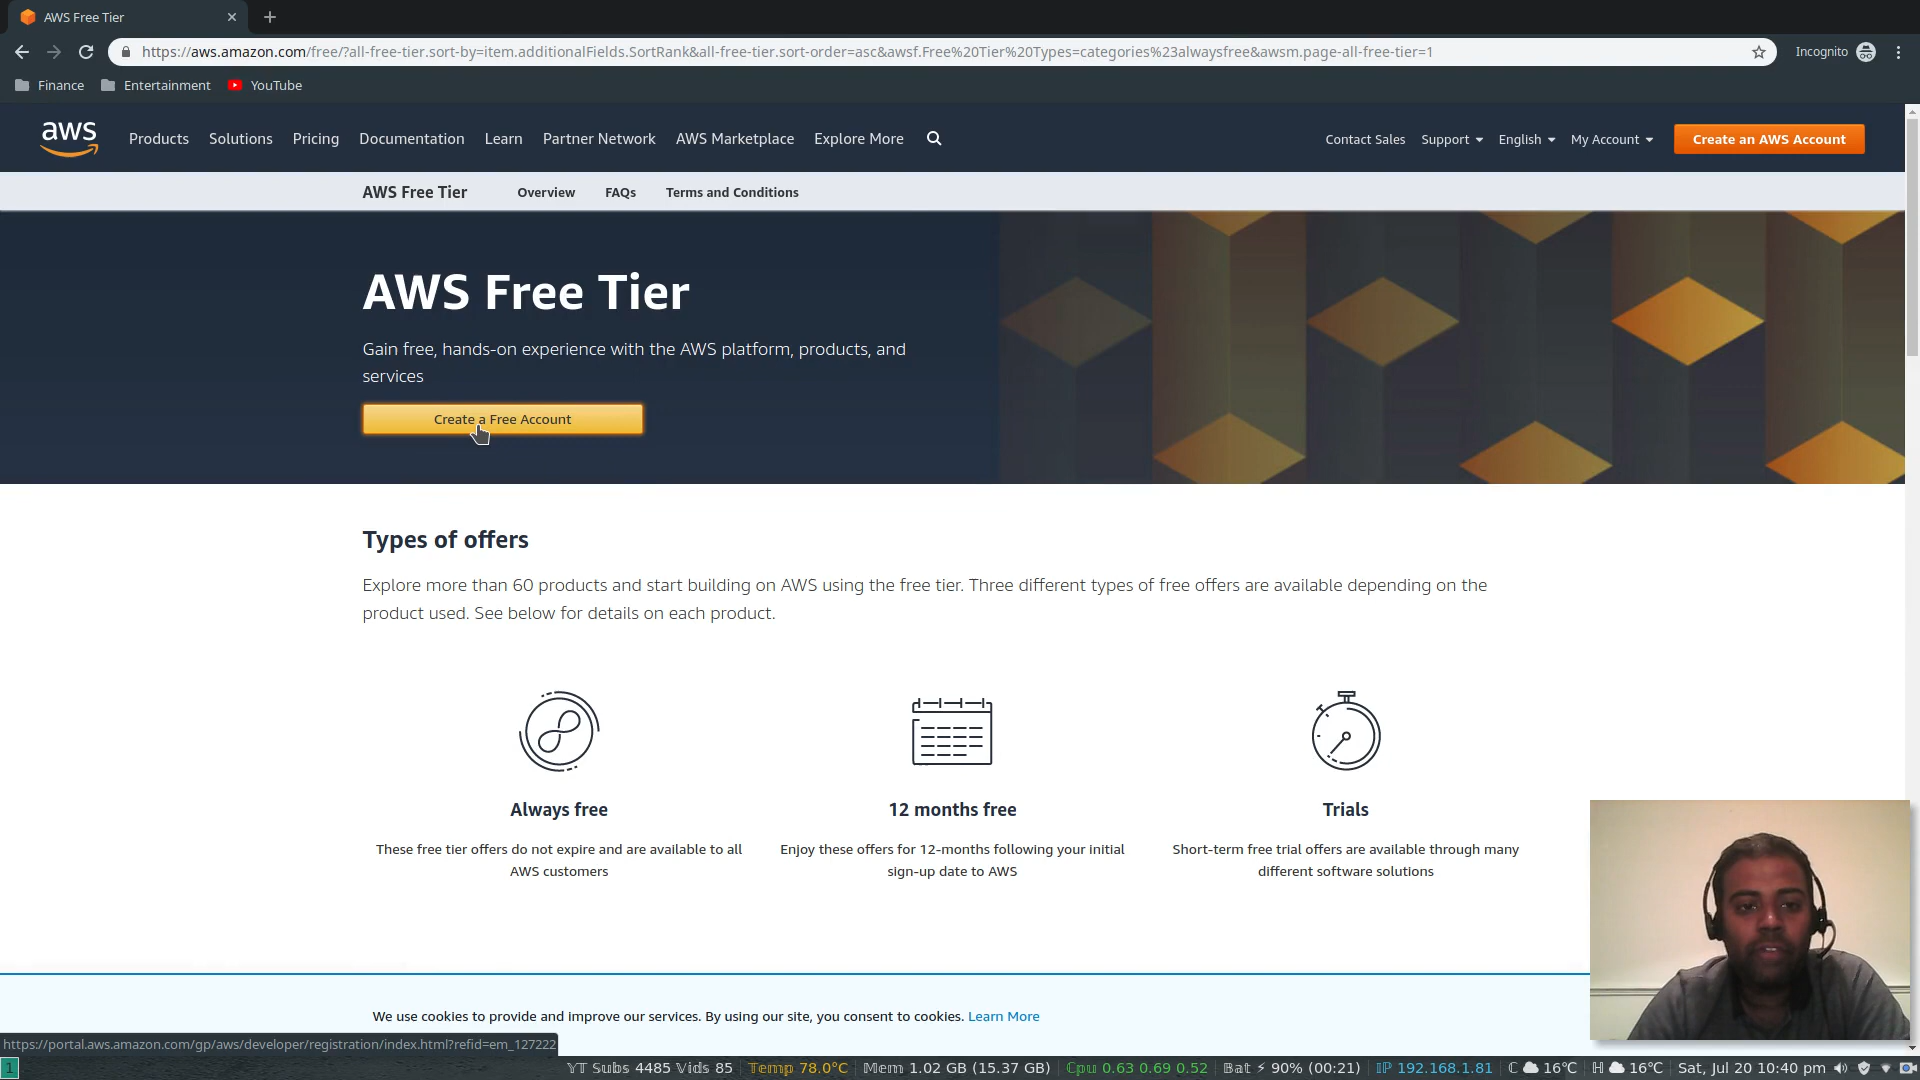 AWS Free Tier
https://aws.amazon.com/free/?all-free-tier.sort-by=item.additionalFields.SortRank&all-free-tier.sort-order=asc&awsf.Free%20Tier%20Types=categories%23alwaysfree&awsm.page-all-free-tier=1
Incognito
Finance Entertainment YouTube
aws Products Solutions Pricing Documentation Learn Partner Network AWS Marketplace Explore More Contact Sales Support English My Account Create an AWS Account
AWS Free Tier Overview FAQs Terms and Conditions
AWS Free Tier
Gain free, hands-on experience with the AWS platform, products, and
services
Create a Free Account
Types of offers
Explore more than 60 products and start building on AWS using the free tier. Three different types of free offers are available depending on the
product used. See below for details on each product.
Always free
These free tier offers do not expire and are available to all
AWS customers
12 months free
Enjoy these offers for 12-months following your initial
sign-up date to AWS
Trials
Short-term free trial offers are available through many
different software solutions
We use cookies to provide and improve our services. By using our site, you consent to cookies. Learn More
https://portal.aws.amazon.com/gp/aws/developer/registration/index.html?refid=em_127222
1 YT Subs 4485 Vids 85 Temp 78.0°C Mem 1.02 GB (15.37 GB) Cpu 0.63 0.69 0.52 Bat ⚡ 90% (00:21) IP 192.168.1.81 C 16℃ H 16℃ Sat, Jul 20 10:40 pm